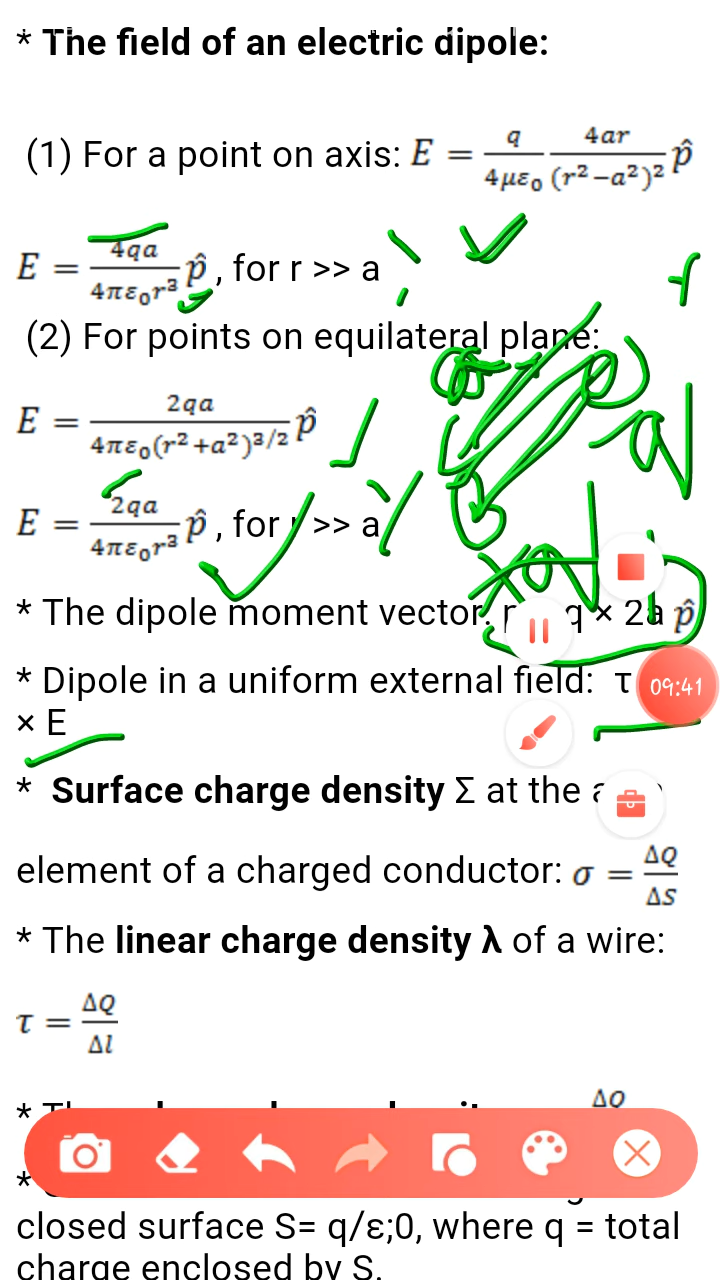 * The field of an electric dipole:
(1) For a point on axis: E = q/4με₀ 4ar/(r²−a²)² p̂
E = 4qa/4πε₀r³ p̂ , for r >> a
(2) For points on equilateral plane:
E = 2qa/4πε₀(r²+a²)^3/2 p̂
E = 2qa/4πε₀r³ p̂ , for >> a
* The dipole moment vector: q × 2a p̂
* Dipole in a uniform external field: τ
09:41
× E
* Surface charge density Σ at the
element of a charged conductor: σ = ΔQ/ΔS
* The linear charge density λ of a wire:
τ = ΔQ/Δl
* ΔQ
*
closed surface S= q/ε;0, where q = total
charge enclosed by S.